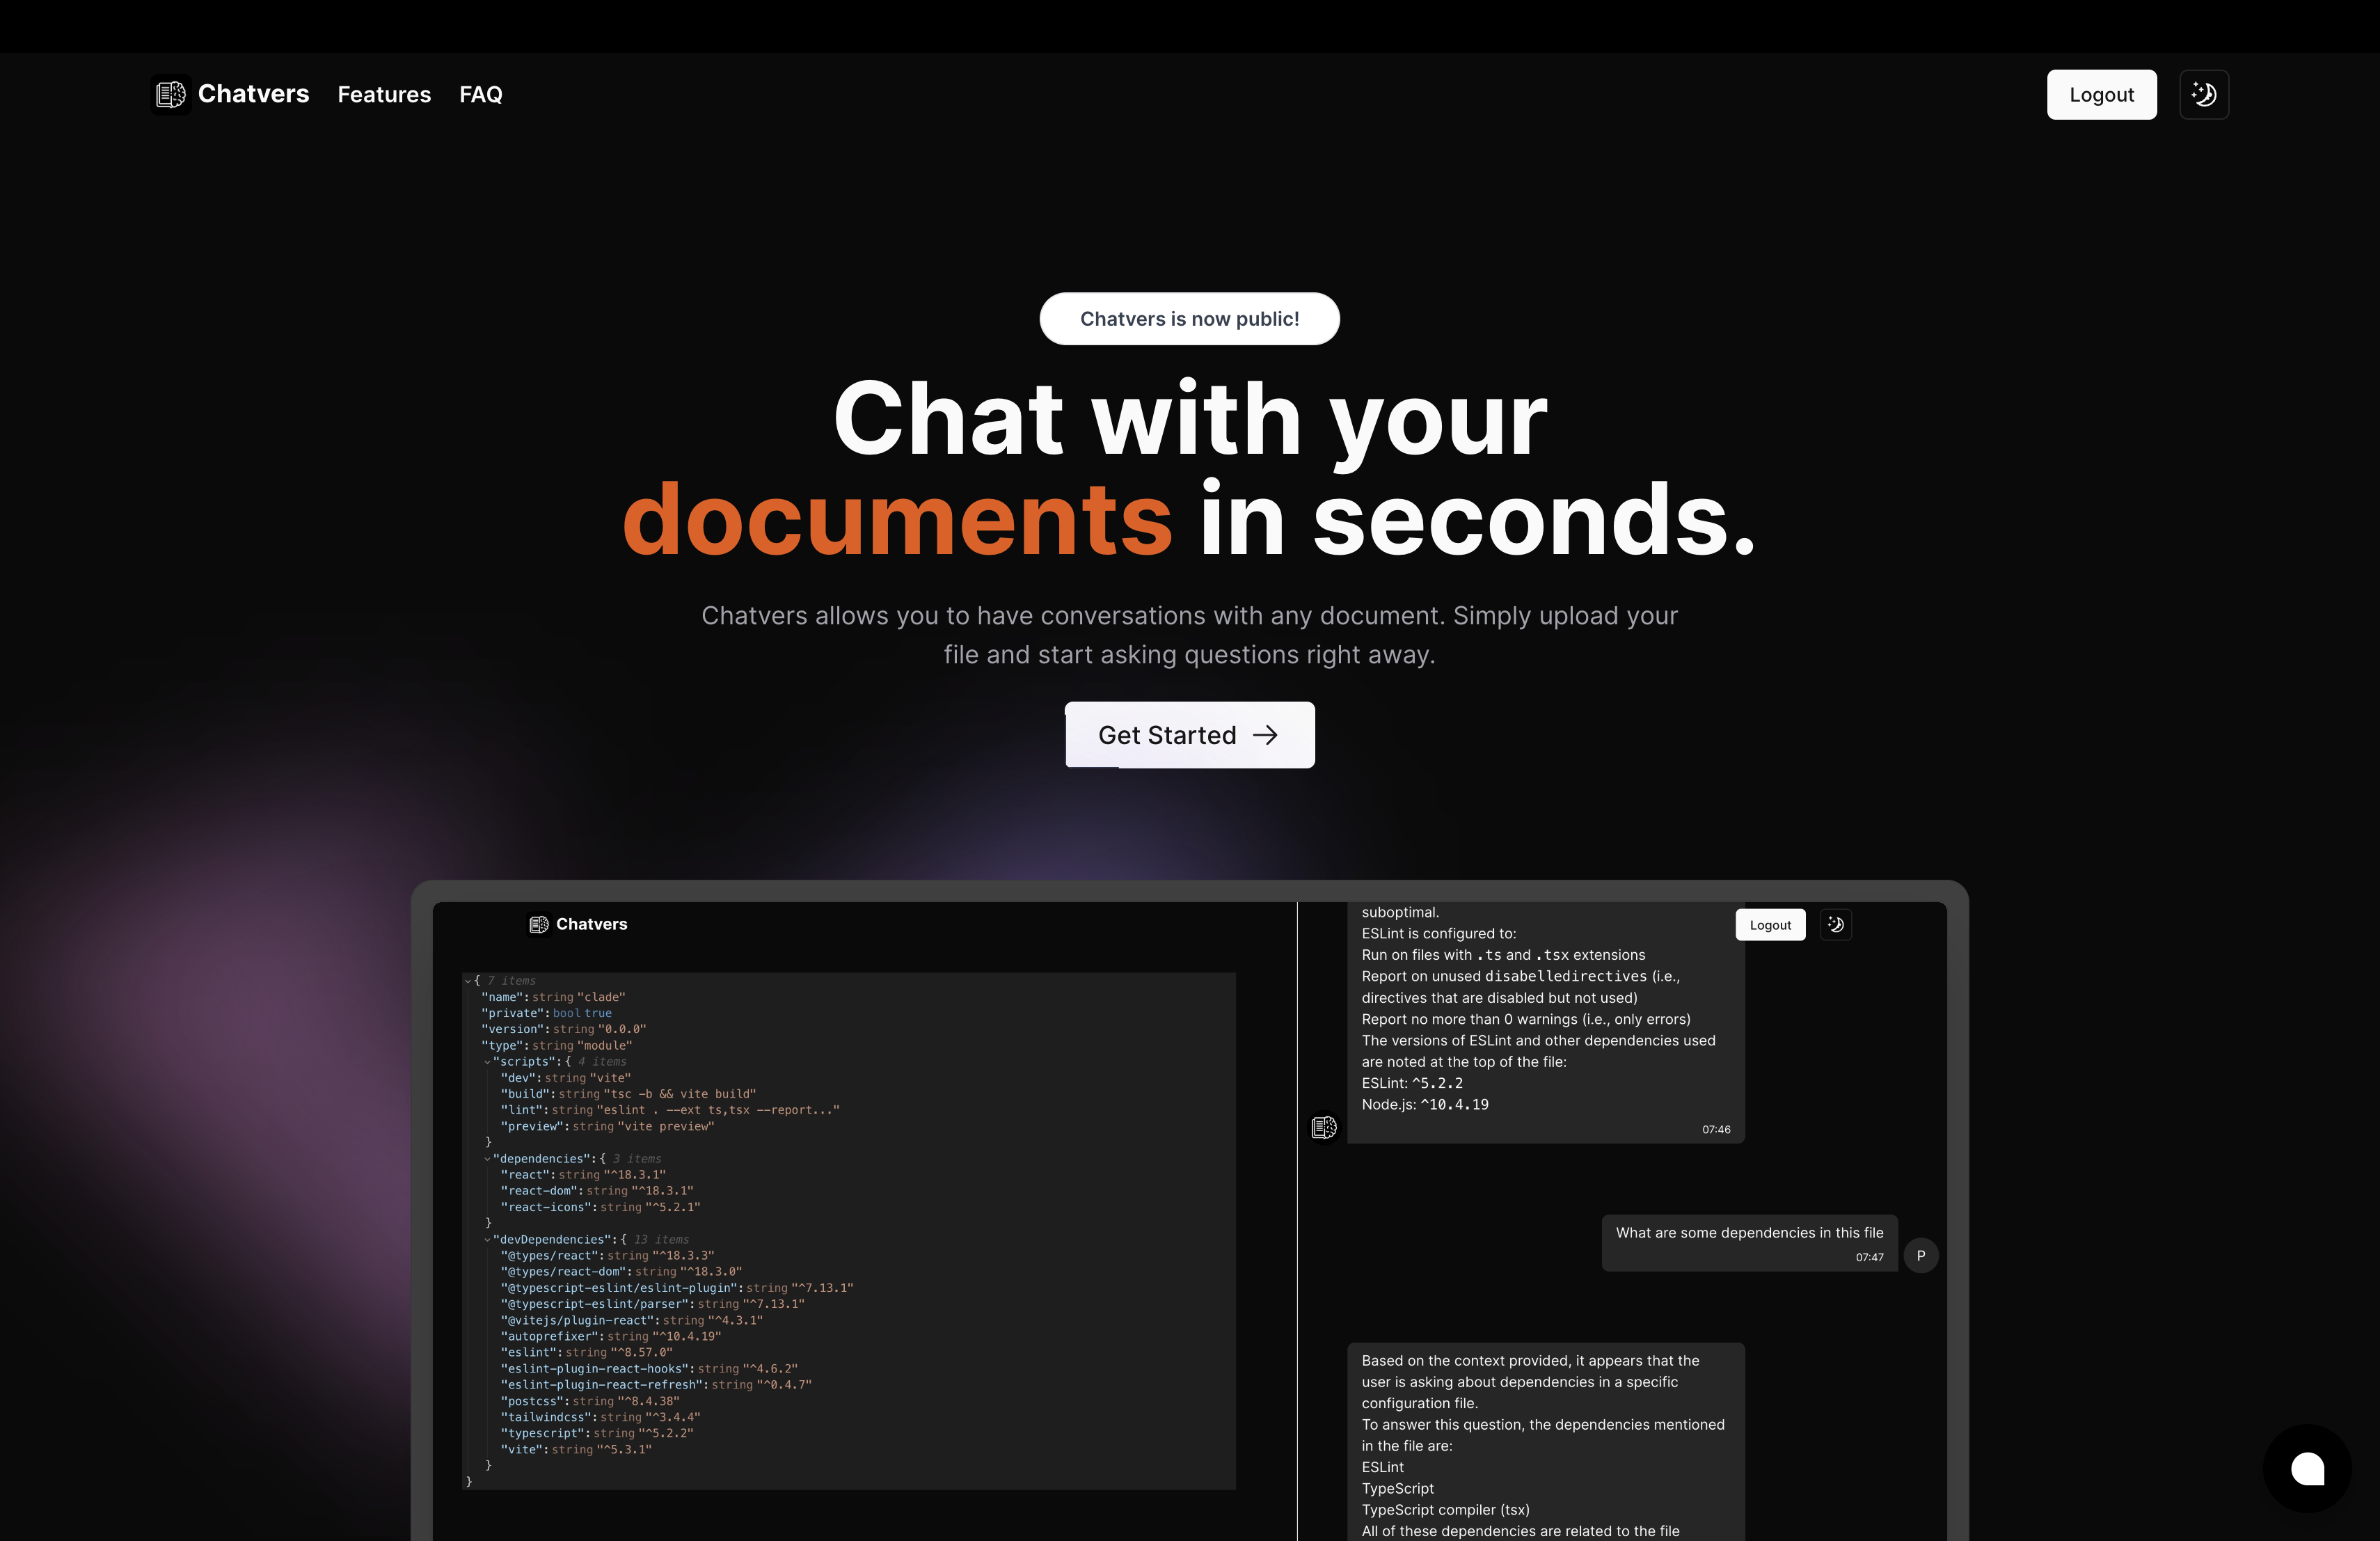 Chatvers Features FAQ Logout
Chatvers is now public!
Chat with your
documents in seconds.
Chatvers allows you to have conversations with any document. Simply upload your
file and start asking questions right away.
Get Started
Chatvers
{ 7 items
"name": string "clade"
"private": bool true
"version": string "0.0.0"
"type": string "module"
"scripts": { 4 items
"dev": string "vite"
"build": string "tsc -b && vite build"
"lint": string "eslint . --ext ts,tsx --report..."
"preview": string "vite preview"
}
"dependencies": { 3 items
"react": string "^18.3.1"
"react-dom": string "^18.3.1"
"react-icons": string "^5.2.1"
}
"devDependencies": { 13 items
"@types/react": string "^18.3.3"
"@types/react-dom": string "^18.3.0"
"@typescript-eslint/eslint-plugin": string "^7.13.1"
"@typescript-eslint/parser": string "^7.13.1"
"@vitejs/plugin-react": string "^4.3.1"
"autoprefixer": string "^10.4.19"
"eslint": string "^8.57.0"
"eslint-plugin-react-hooks": string "^4.6.2"
"eslint-plugin-react-refresh": string "^0.4.7"
"postcss": string "^8.4.38"
"tailwindcss": string "^3.4.4"
"typescript": string "^5.2.2"
"vite": string "^5.3.1"
}
}
suboptimal.
Logout
ESLint is configured to:
Run on files with .ts and .tsx extensions
Report on unused disabledirectives (i.e.,
directives that are disabled but not used)
Report no more than 0 warnings (i.e., only errors)
The versions of ESLint and other dependencies used
are noted at the top of the file:
ESLint: ^5.2.2
Node.js: ^10.4.19
07:46
What are some dependencies in this file
07:47
P
Based on the context provided, it appears that the
user is asking about dependencies in a specific
configuration file.
To answer this question, the dependencies mentioned
in the file are:
ESLint
TypeScript
TypeScript compiler (tsx)
All of these dependencies are related to the file